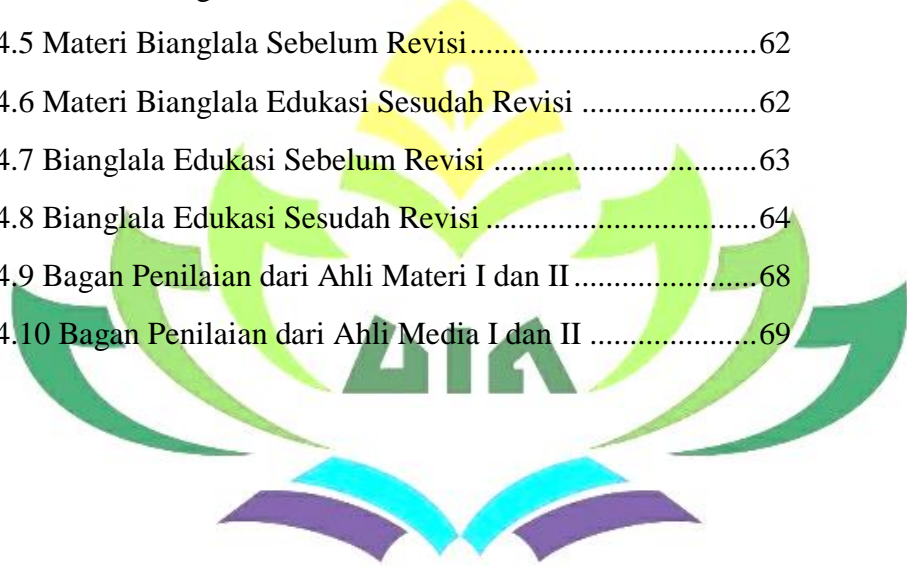 4.5 Materi Bianglala Sebelum Revisi....................................62
4.6 Materi Bianglala Edukasi Sesudah Revisi .....................62
4.7 Bianglala Edukasi Sebelum Revisi .................................63
4.8 Bianglala Edukasi Sesudah Revisi ..................................64
4.9 Bagan Penilaian dari Ahli Materi I dan II.......................68
4.10 Bagan Penilaian dari Ahli Media I dan II ....................69